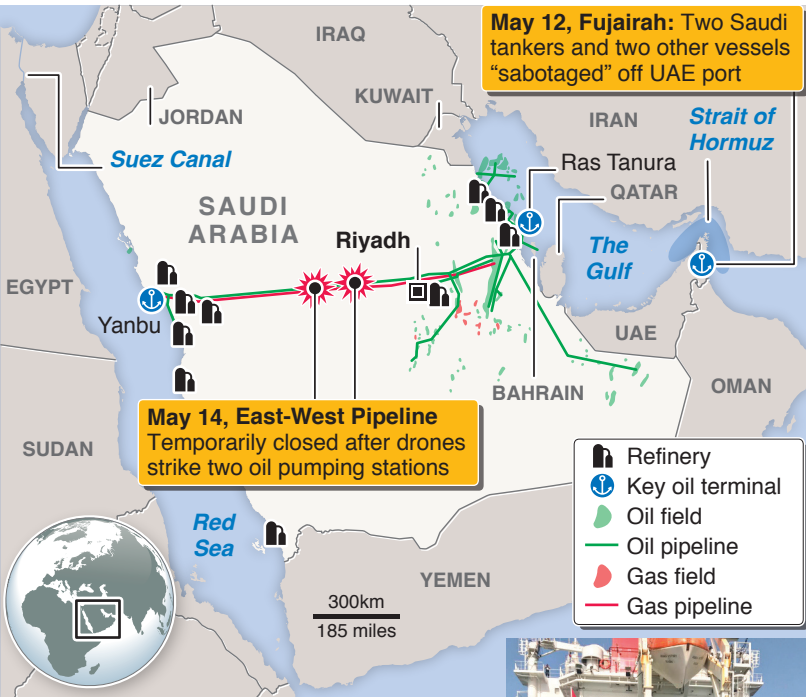 May 12, Fujairah: Two Saudi
tankers and two other vessels
“sabotaged” off UAE port
IRAQ
KUWAIT
JORDAN
IRAN
Strait of
Hormuz
Suez Canal
Ras Tanura
QATAR
SAUDI
ARABIA
Riyadh
The
Gulf
EGYPT
Yanbu
UAE
BAHRAIN
OMAN
May 14, East-West Pipeline
Temporarily closed after drones
strike two oil pumping stations
SUDAN
Refinery
Key oil terminal
Oil field
Oil pipeline
Gas field
Gas pipeline
Red
Sea
YEMEN
300km
185 miles